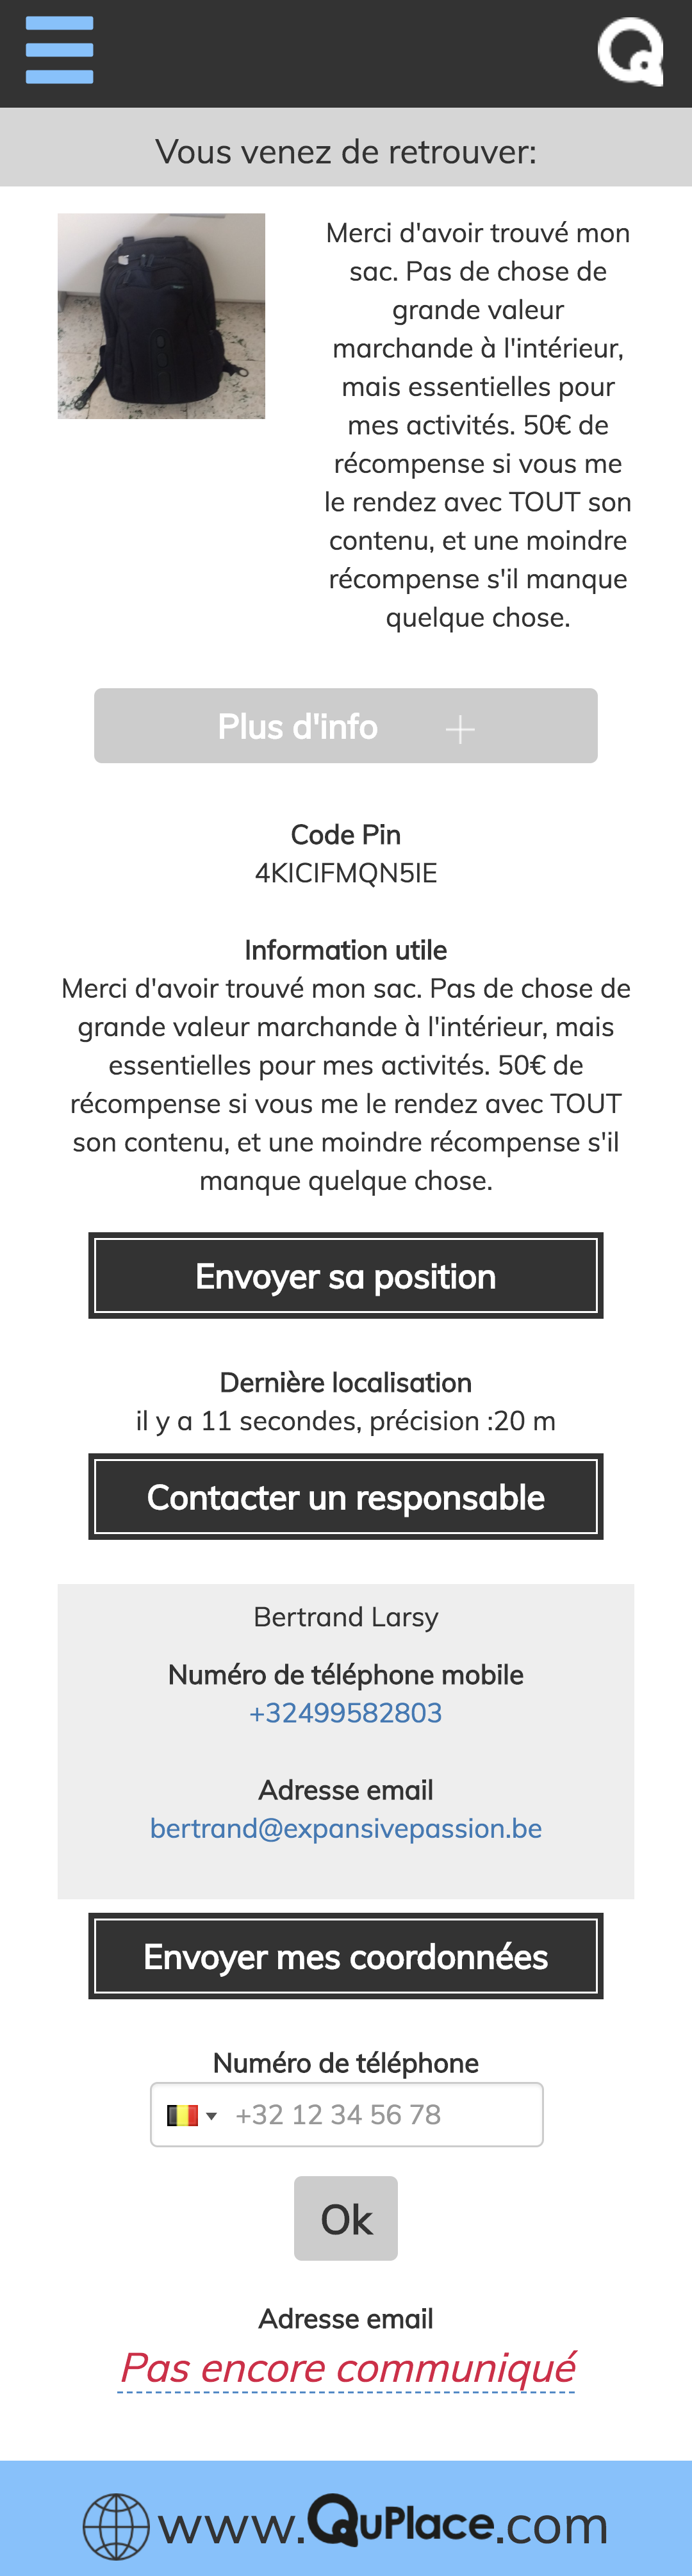 Vous venez de retrouver:
Merci d'avoir trouvé mon
sac. Pas de chose de
grande valeur
marchande à l'intérieur,
mais essentielles pour
mes activités. 50€ de
récompense si vous me
le rendez avec TOUT son
contenu, et une moindre
récompense s'il manque
quelque chose.
Plus d'info
Code Pin
4KICIFMQN5IE
Information utile
Merci d'avoir trouvé mon sac. Pas de chose de
grande valeur marchande à l'intérieur, mais
essentielles pour mes activités. 50€ de
récompense si vous me le rendez avec TOUT
son contenu, et une moindre récompense s'il
manque quelque chose.
Envoyer sa position
Dernière localisation
il y a 11 secondes, précision :20 m
Contacter un responsable
Bertrand Larsy
Numéro de téléphone mobile
+32499582803
Adresse email
bertrand@expansivepassion.be
Envoyer mes coordonnées
Numéro de téléphone
+32 12 34 56 78
Ok
Adresse email
Pas encore communiqué
www.QuPlace.com